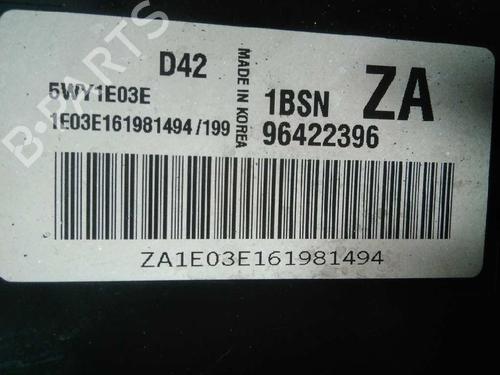 D42
5WY1E03E
1E03E161981494/199
MADE IN KOREA
1BSN
ZA
96422396
ZA1E03E161981494
B-PARTS